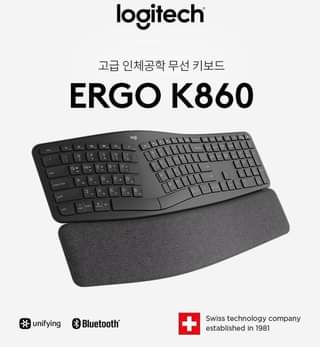 logitech
고급 인체공학 무선 키보드
ERGO K860
unifying
Bluetooth®
Swiss technology company
established in 1981